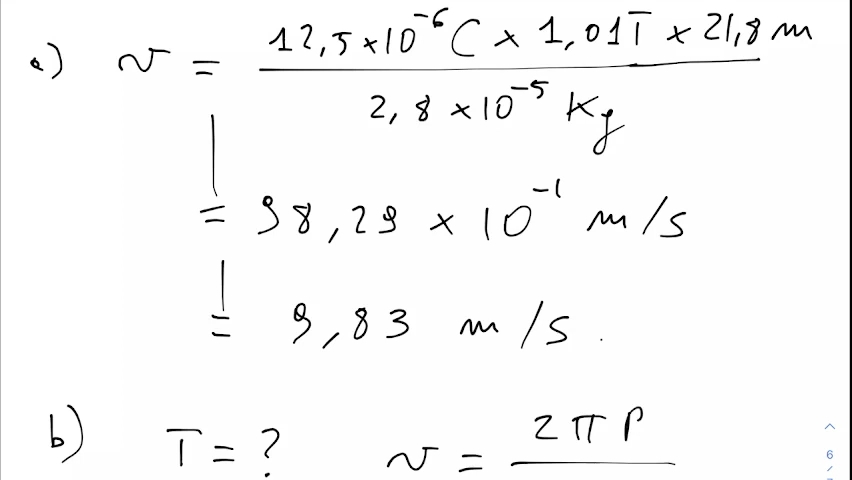 a) v = 12,5 × 10⁻⁶ C × 1,01 T × 21,8 m
2,8 × 10⁻⁵ Kg
= 98,29 × 10⁻¹ m/s
= 9,83 m/s.
b) T = ? v = 2πρ
6